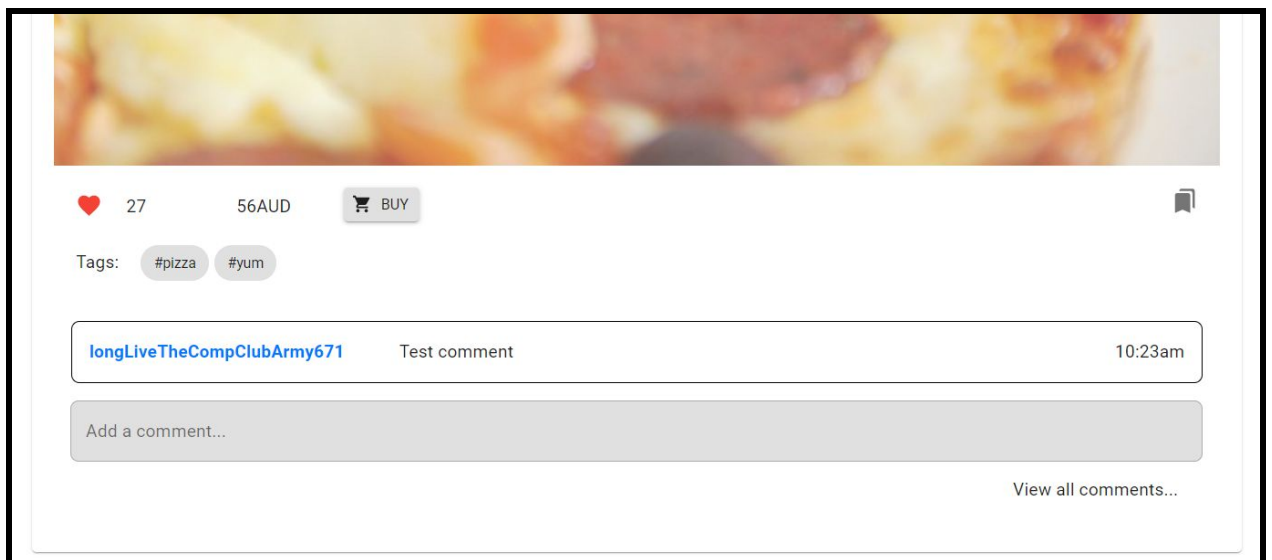 27 56AUD BUY
Tags: #pizza #yum
longLiveTheCompClubArmy671 Test comment 10:23am
Add a comment...
View all comments...